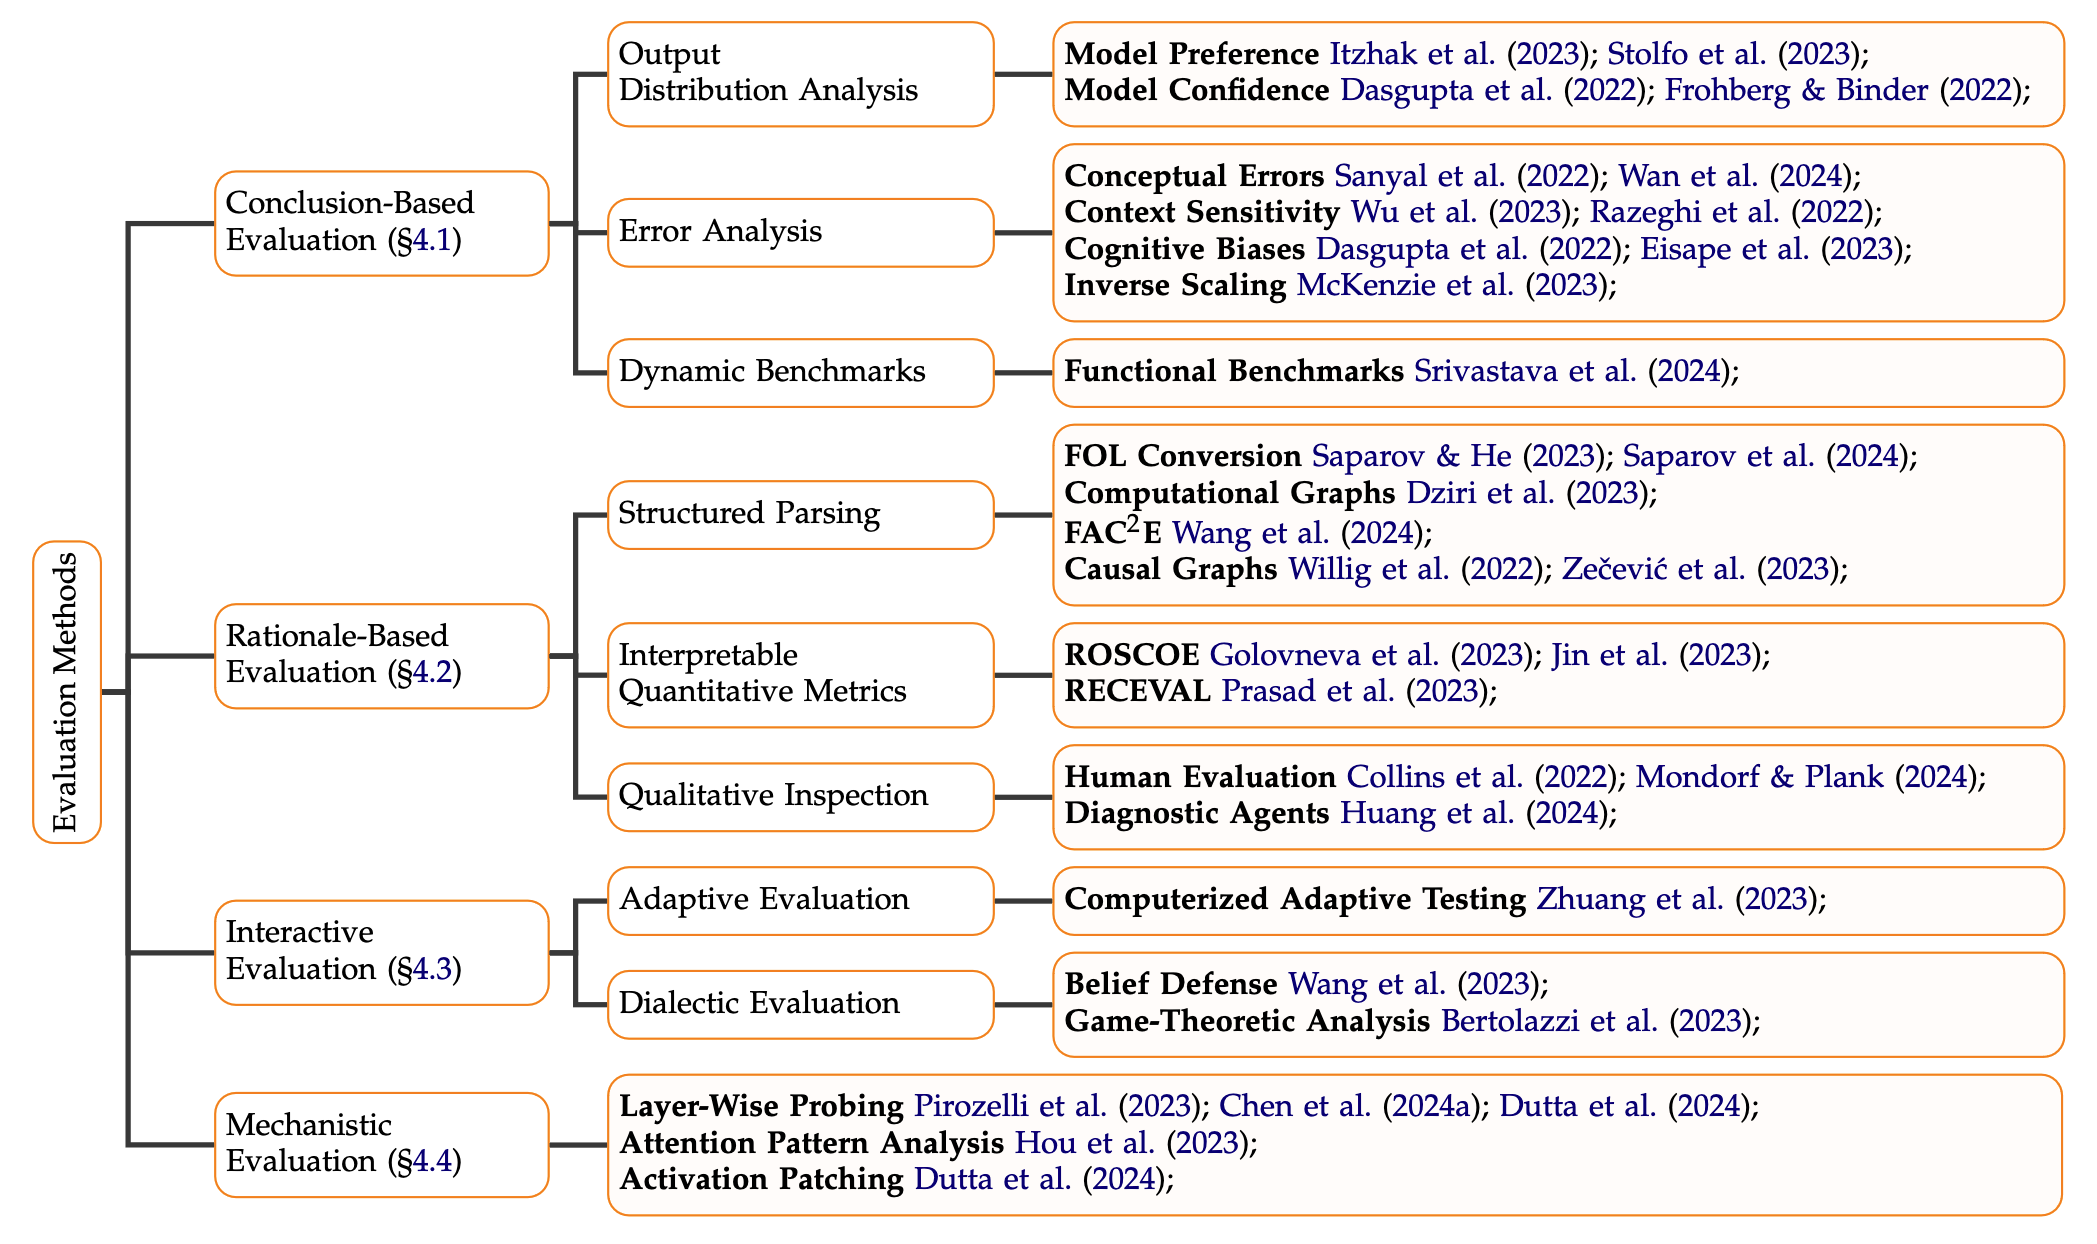 Evaluation Methods
Conclusion-Based
Evaluation (§4.1)
Output
Distribution Analysis
Model Preference Itzhak et al. (2023); Stolfo et al. (2023);
Model Confidence Dasgupta et al. (2022); Frohberg & Binder (2022);
Error Analysis
Conceptual Errors Sanyal et al. (2022); Wan et al. (2024);
Context Sensitivity Wu et al. (2023); Razeghi et al. (2022);
Cognitive Biases Dasgupta et al. (2022); Eisape et al. (2023);
Inverse Scaling McKenzie et al. (2023);
Dynamic Benchmarks
Functional Benchmarks Srivastava et al. (2024);
Rationale-Based
Evaluation (§4.2)
Structured Parsing
FOL Conversion Saparov & He (2023); Saparov et al. (2024);
Computational Graphs Dziri et al. (2023);
FAC²E Wang et al. (2024);
Causal Graphs Willig et al. (2022); Zečević et al. (2023);
Interpretable
Quantitative Metrics
ROSCOE Golovneva et al. (2023); Jin et al. (2023);
RECEVAL Prasad et al. (2023);
Qualitative Inspection
Human Evaluation Collins et al. (2022); Mondorf & Plank (2024);
Diagnostic Agents Huang et al. (2024);
Interactive
Evaluation (§4.3)
Adaptive Evaluation
Computerized Adaptive Testing Zhuang et al. (2023);
Dialectic Evaluation
Belief Defense Wang et al. (2023);
Game-Theoretic Analysis Bertolazzi et al. (2023);
Mechanistic
Evaluation (§4.4)
Layer-Wise Probing Pirozelli et al. (2023); Chen et al. (2024a); Dutta et al. (2024);
Attention Pattern Analysis Hou et al. (2023);
Activation Patching Dutta et al. (2024);